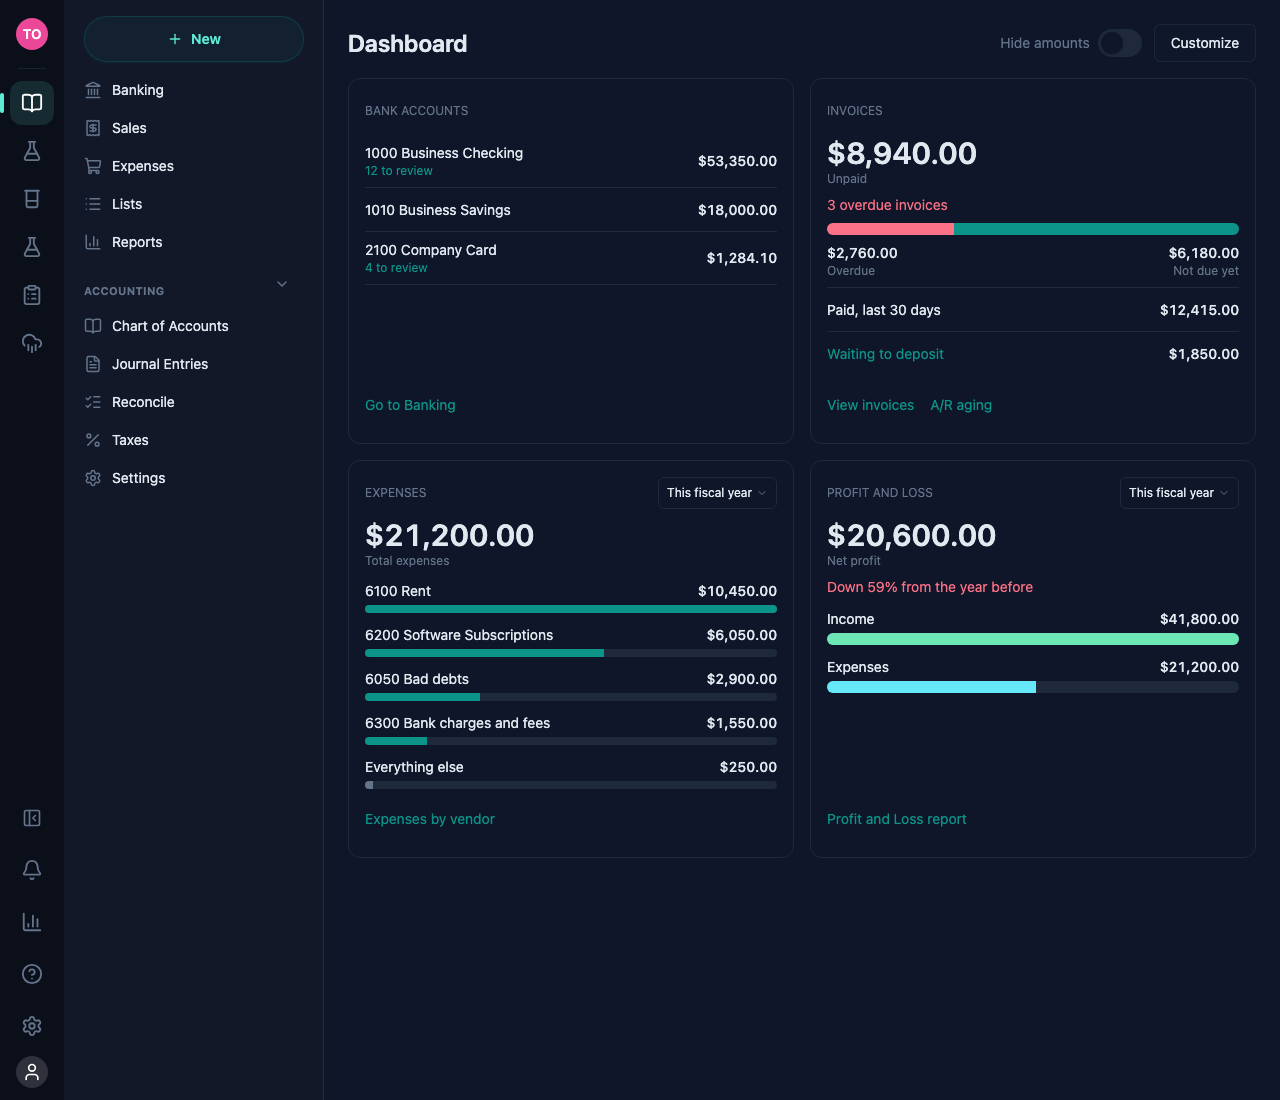 TO
New
Banking
Sales
Expenses
Lists
Reports
ACCOUNTING
Chart of Accounts
Journal Entries
Reconcile
Taxes
Settings
Dashboard
Hide amounts
Customize
BANK ACCOUNTS
1000 Business Checking
12 to review
$53,350.00
1010 Business Savings
$18,000.00
2100 Company Card
4 to review
$1,284.10
Go to Banking
INVOICES
$8,940.00
Unpaid
3 overdue invoices
$2,760.00
Overdue
$6,180.00
Not due yet
Paid, last 30 days
$12,415.00
Waiting to deposit
$1,850.00
View invoices
A/R aging
EXPENSES
This fiscal year
$21,200.00
Total expenses
6100 Rent
$10,450.00
6200 Software Subscriptions
$6,050.00
6050 Bad debts
$2,900.00
6300 Bank charges and fees
$1,550.00
Everything else
$250.00
Expenses by vendor
PROFIT AND LOSS
This fiscal year
$20,600.00
Net profit
Down 59% from the year before
Income
$41,800.00
Expenses
$21,200.00
Profit and Loss report